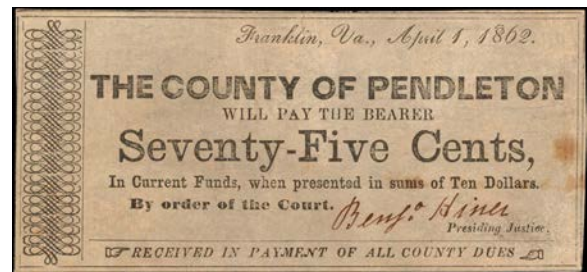 Franklin, Va., April 1, 1862.
THE COUNTY OF PENDLETON
WILL PAY THE BEARER
Seventy-Five Cents,
In Current Funds, when presented in sums of Ten Dollars.
By order of the Court. Benjo Hiner
Presiding Justice.
RECEIVED IN PAYMENT OF ALL COUNTY DUES